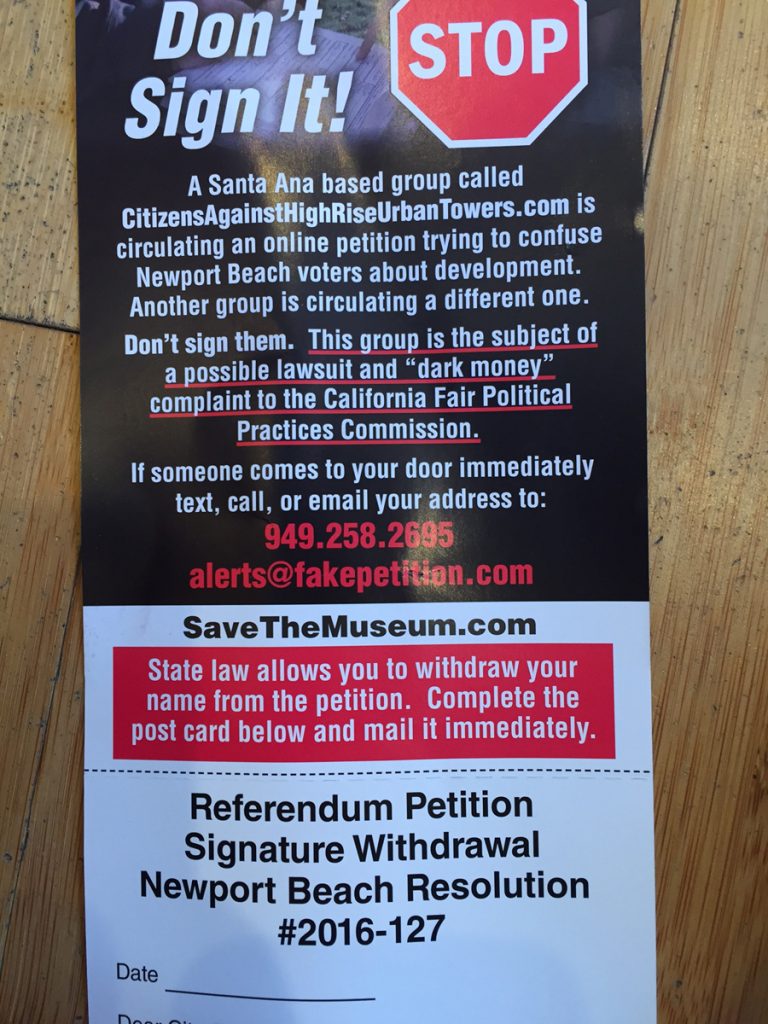 Don't
Sign It!
STOP
A Santa Ana based group called
CitizensAgainstHighRiseUrbanTowers.com is
circulating an online petition trying to confuse
Newport Beach voters about development.
Another group is circulating a different one.
Don't sign them. This group is the subject of
a possible lawsuit and “dark money”
complaint to the California Fair Political
Practices Commission.
If someone comes to your door immediately
text, call, or email your address to:
949.258.2695
alerts@fakepetition.com
SaveTheMuseum.com
State law allows you to withdraw your
name from the petition. Complete the
post card below and mail it immediately.
Referendum Petition
Signature Withdrawal
Newport Beach Resolution
#2016-127
Date